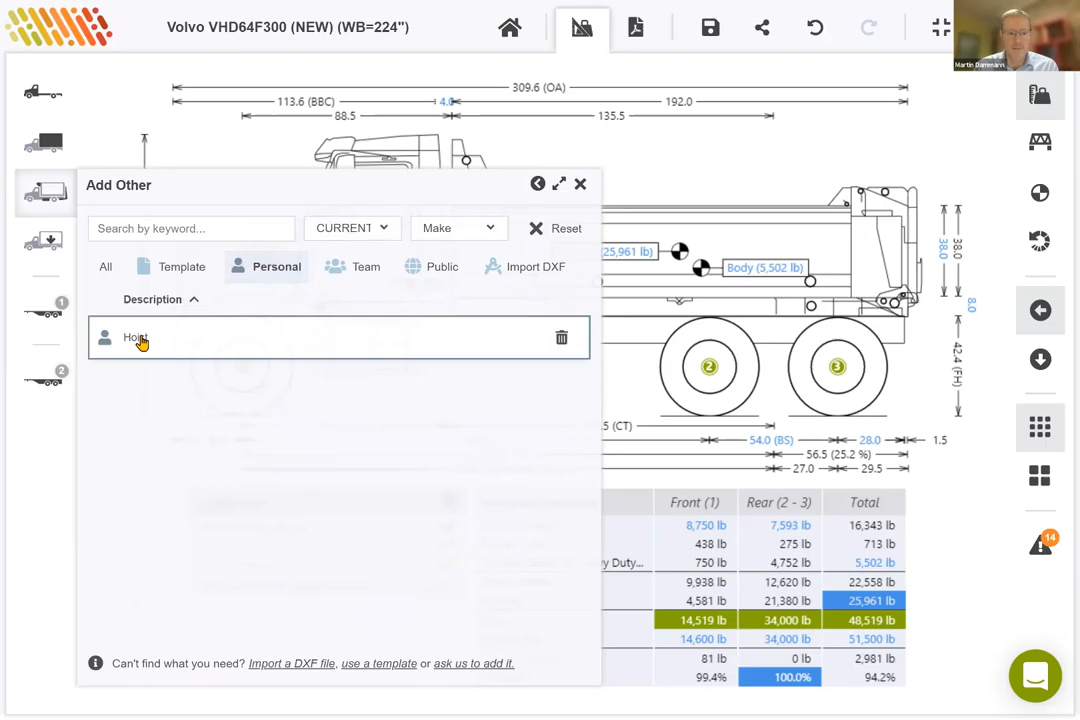 Volvo VHD64F300 (NEW) (WB=224")
Martin Dammann
309.6 (OA)
113.6 (BBC)
4.0
192.0
88.5
135.5
Add Other
Search by keyword...
CURRENT
Make
Reset
All
Template
Personal
Team
Public
Import DXF
Description
Hoist
Can't find what you need? Import a DXF file, use a template or ask us to add it.
1
2
(25,961 lb)
Body (5,502 lb)
38.0
38.0
8.0
42.4 (FH)
2
3
(CT)
54.0 (BS)
28.0
1.5
56.5 (25.2 %)
27.0
29.5
Front (1)
Rear (2 - 3)
Total
8,750 lb
7,593 lb
16,343 lb
438 lb
275 lb
713 lb
Duty...
750 lb
4,752 lb
5,502 lb
9,938 lb
12,620 lb
22,558 lb
4,581 lb
21,380 lb
25,961 lb
14,519 lb
34,000 lb
48,519 lb
14,600 lb
34,000 lb
51,500 lb
81 lb
0 lb
2,981 lb
99.4%
100.0%
94.2%
14